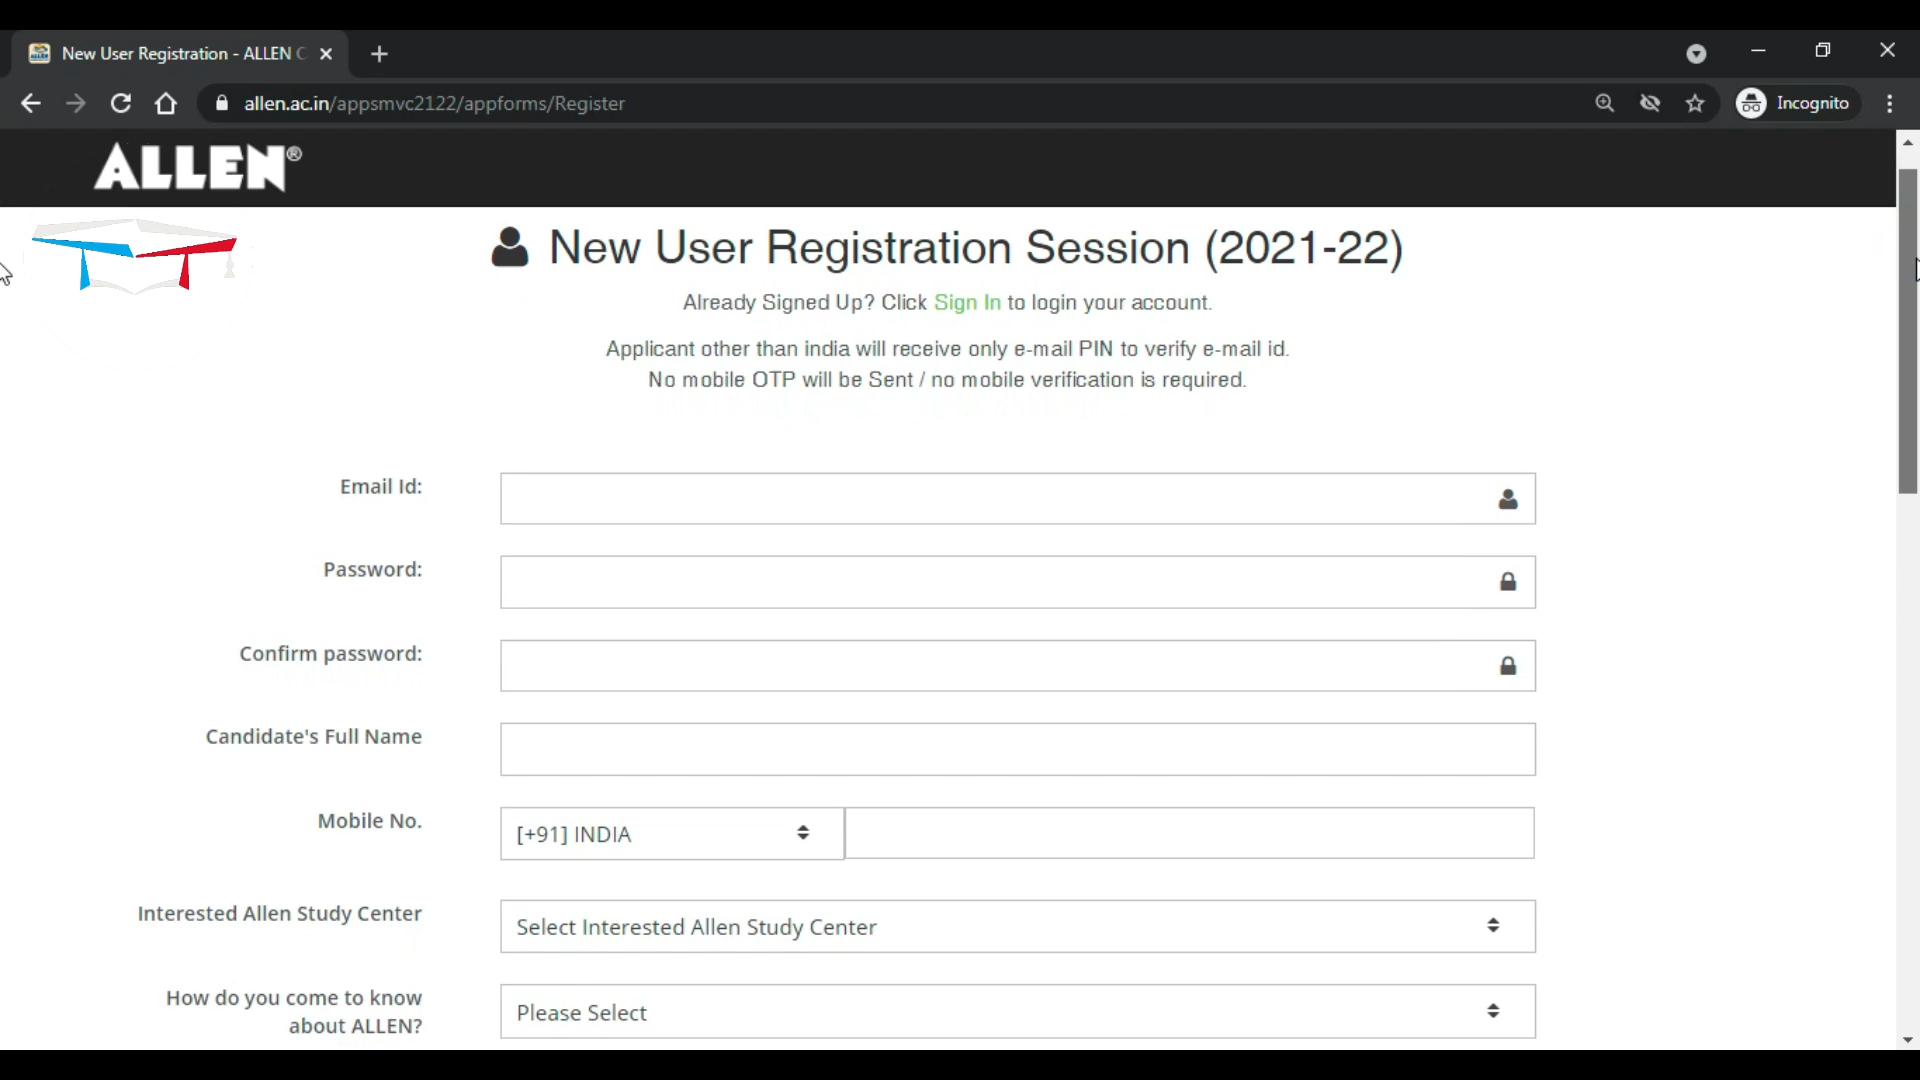 New User Registration - ALLEN C
allen.ac.in/appsmvc2122/appforms/Register
Incognito
ALLEN®
New User Registration Session (2021-22)
Already Signed Up? Click Sign In to login your account.
Applicant other than india will receive only e-mail PIN to verify e-mail id.
No mobile OTP will be Sent / no mobile verification is required.
Email Id:
Password:
Confirm password:
Candidate's Full Name
Mobile No.
[+91] INDIA
Interested Allen Study Center
Select Interested Allen Study Center
How do you come to know
about ALLEN?
Please Select